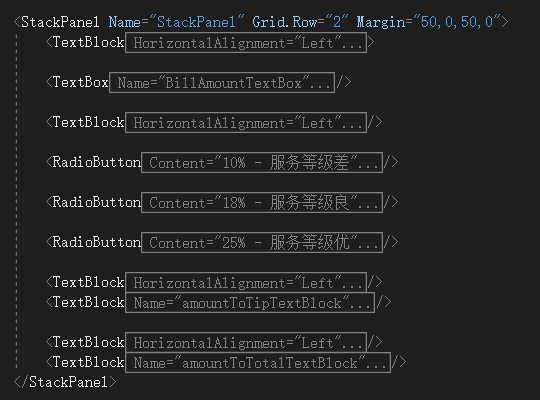 <StackPanel Name="StackPanel" Grid.Row="2" Margin="50,0,50,0">
<TextBlock HorizontalAlignment="Left"...>
<TextBox Name="BillAmountTextBox".../>
<TextBlock HorizontalAlignment="Left".../>
<RadioButton Content="10% - 服务等级差".../>
<RadioButton Content="18% - 服务等级良".../>
<RadioButton Content="25% - 服务等级优".../>
<TextBlock HorizontalAlignment="Left".../>
<TextBlock Name="amountToTipTextBlock".../>
<TextBlock HorizontalAlignment="Left".../>
<TextBlock Name="amountToTotalTextBlock".../>
</StackPanel>